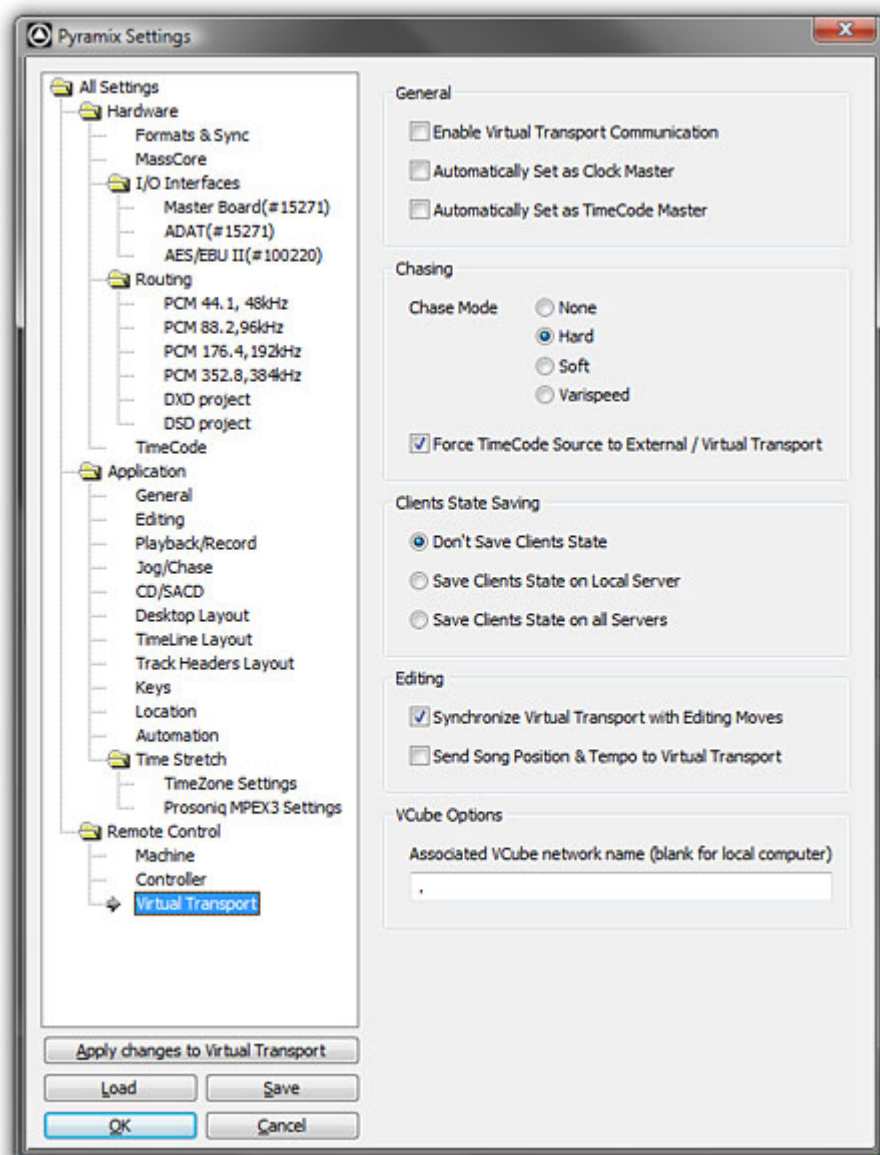 Pyramix Settings
All Settings
Hardware
Formats & Sync
MassCore
I/O Interfaces
Master Board(#15271)
ADAT(#15271)
AES/EBU II(#100220)
Routing
PCM 44.1, 48kHz
PCM 88.2,96kHz
PCM 176.4,192kHz
PCM 352.8,384kHz
DXD project
DSD project
TimeCode
Application
General
Editing
Playback/Record
Jog/Chase
CD/SACD
Desktop Layout
TimeLine Layout
Track Headers Layout
Keys
Location
Automation
Time Stretch
TimeZone Settings
Prosoniq MPEX3 Settings
Remote Control
Machine
Controller
Virtual Transport
Apply changes to Virtual Transport
Load Save
OK Cancel
General
Enable Virtual Transport Communication
Automatically Set as Clock Master
Automatically Set as TimeCode Master
Chasing
Chase Mode None
Hard
Soft
Varispeed
Force TimeCode Source to External / Virtual Transport
Clients State Saving
Don't Save Clients State
Save Clients State on Local Server
Save Clients State on all Servers
Editing
Synchronize Virtual Transport with Editing Moves
Send Song Position & Tempo to Virtual Transport
VCube Options
Associated VCube network name (blank for local computer)
,